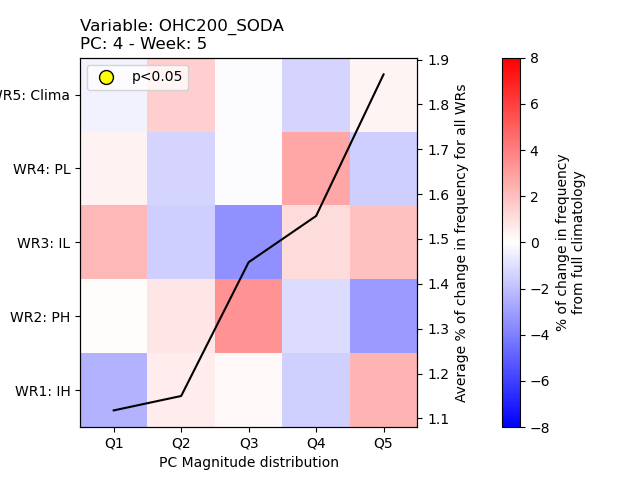 Variable: OHC200_SODA
PC: 4 - Week: 5
p<0.05
WR5: Clima
WR4: PL
WR3: IL
WR2: PH
WR1: IH
Q1 Q2 Q3 Q4 Q5
PC Magnitude distribution
1.9
1.8
1.7
1.6
1.5
1.4
1.3
1.2
1.1
Average % of change in frequency for all WRs
8
6
4
2
0
−2
−4
−6
−8
% of change in frequency
from full climatology